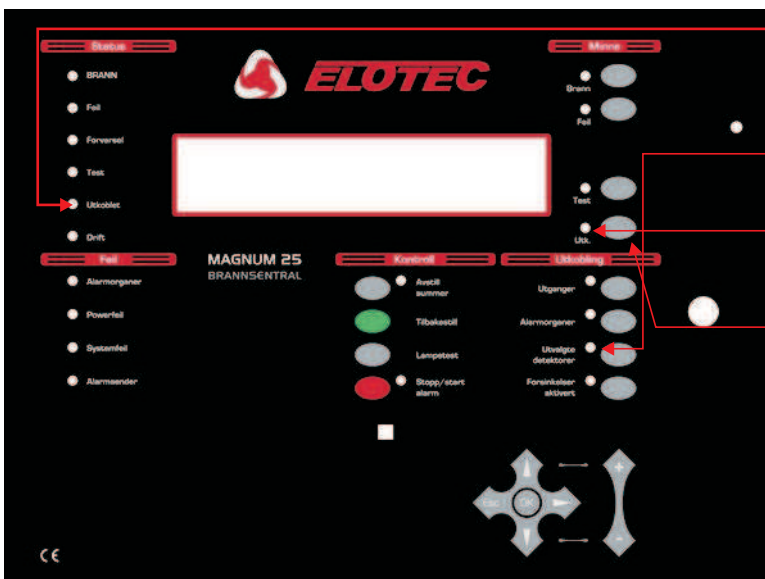 Status
BRANN
Feil
Forvarsel
Test
Utkoblet
Drift
ELOTEC
Minne
Brann
Feil
Test
Utk.
Feil
Alarmorganer
Powerfeil
Systemfeil
Alarmsender
MAGNUM 25
BRANNSENTRAL
Kontroll
Avstill
summer
Tilbakestill
Lampetest
Stopp/start
alarm
Utkobling
Utganger
Alarmorganer
Utvalgte
detektorer
Forsinkelser
aktivert
Esc
OK
+
-
CE